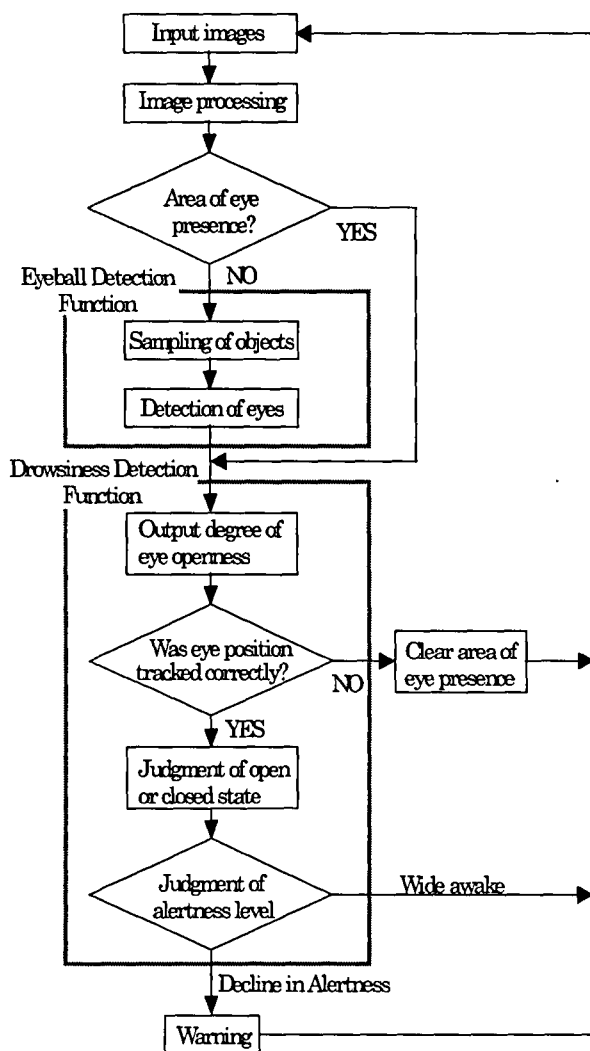 Input images
Image processing
Area of eye
presence?
YES
NO
Eyeball Detection
Function
Sampling of objects
Detection of eyes
Drowsiness Detection
Function
Output degree of
eye openness
Was eye position
tracked correctly?
NO
Clear area of
eye presence
YES
Judgment of open
or closed state
Judgment of
alertness level
Wide awake
Decline in Alertness
Warning